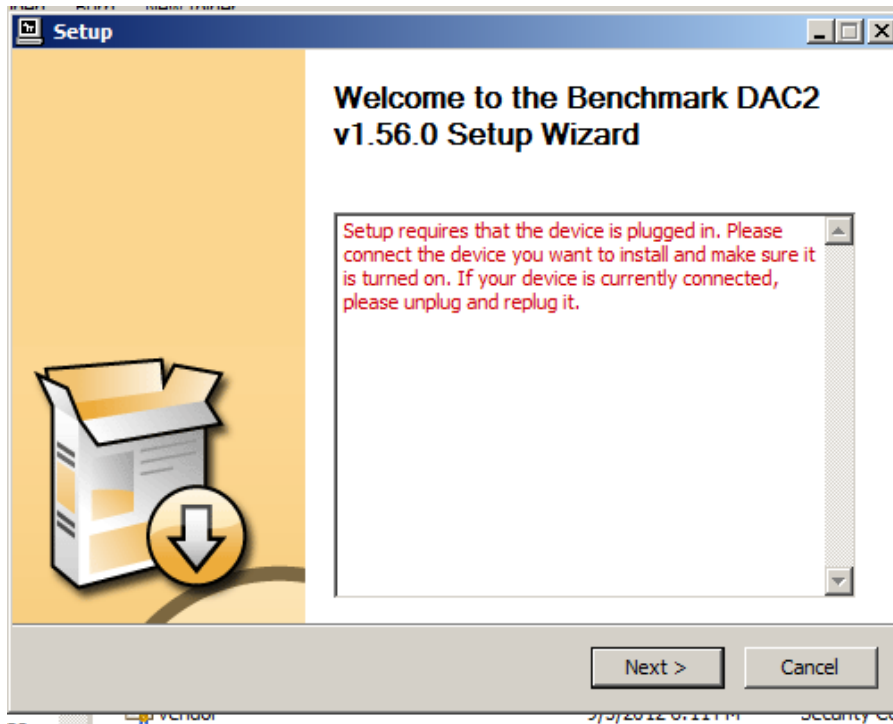 Setup
Welcome to the Benchmark DAC2
v1.56.0 Setup Wizard
Setup requires that the device is plugged in. Please
connect the device you want to install and make sure it
is turned on. If your device is currently connected,
please unplug and replug it.
Next >
Cancel